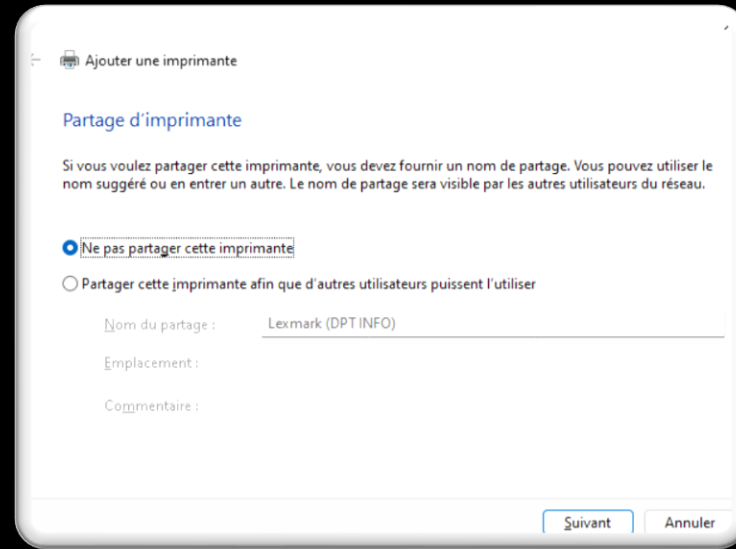 Ajouter une imprimante
Partage d'imprimante
Si vous voulez partager cette imprimante, vous devez fournir un nom de partage. Vous pouvez utiliser le
nom suggéré ou en entrer un autre. Le nom de partage sera visible par les autres utilisateurs du réseau.
Ne pas partager cette imprimante
Partager cette imprimante afin que d'autres utilisateurs puissent l'utiliser
Nom du partage : Lexmark (DPT INFO)
Emplacement :
Commentaire :
Suivant Annuler